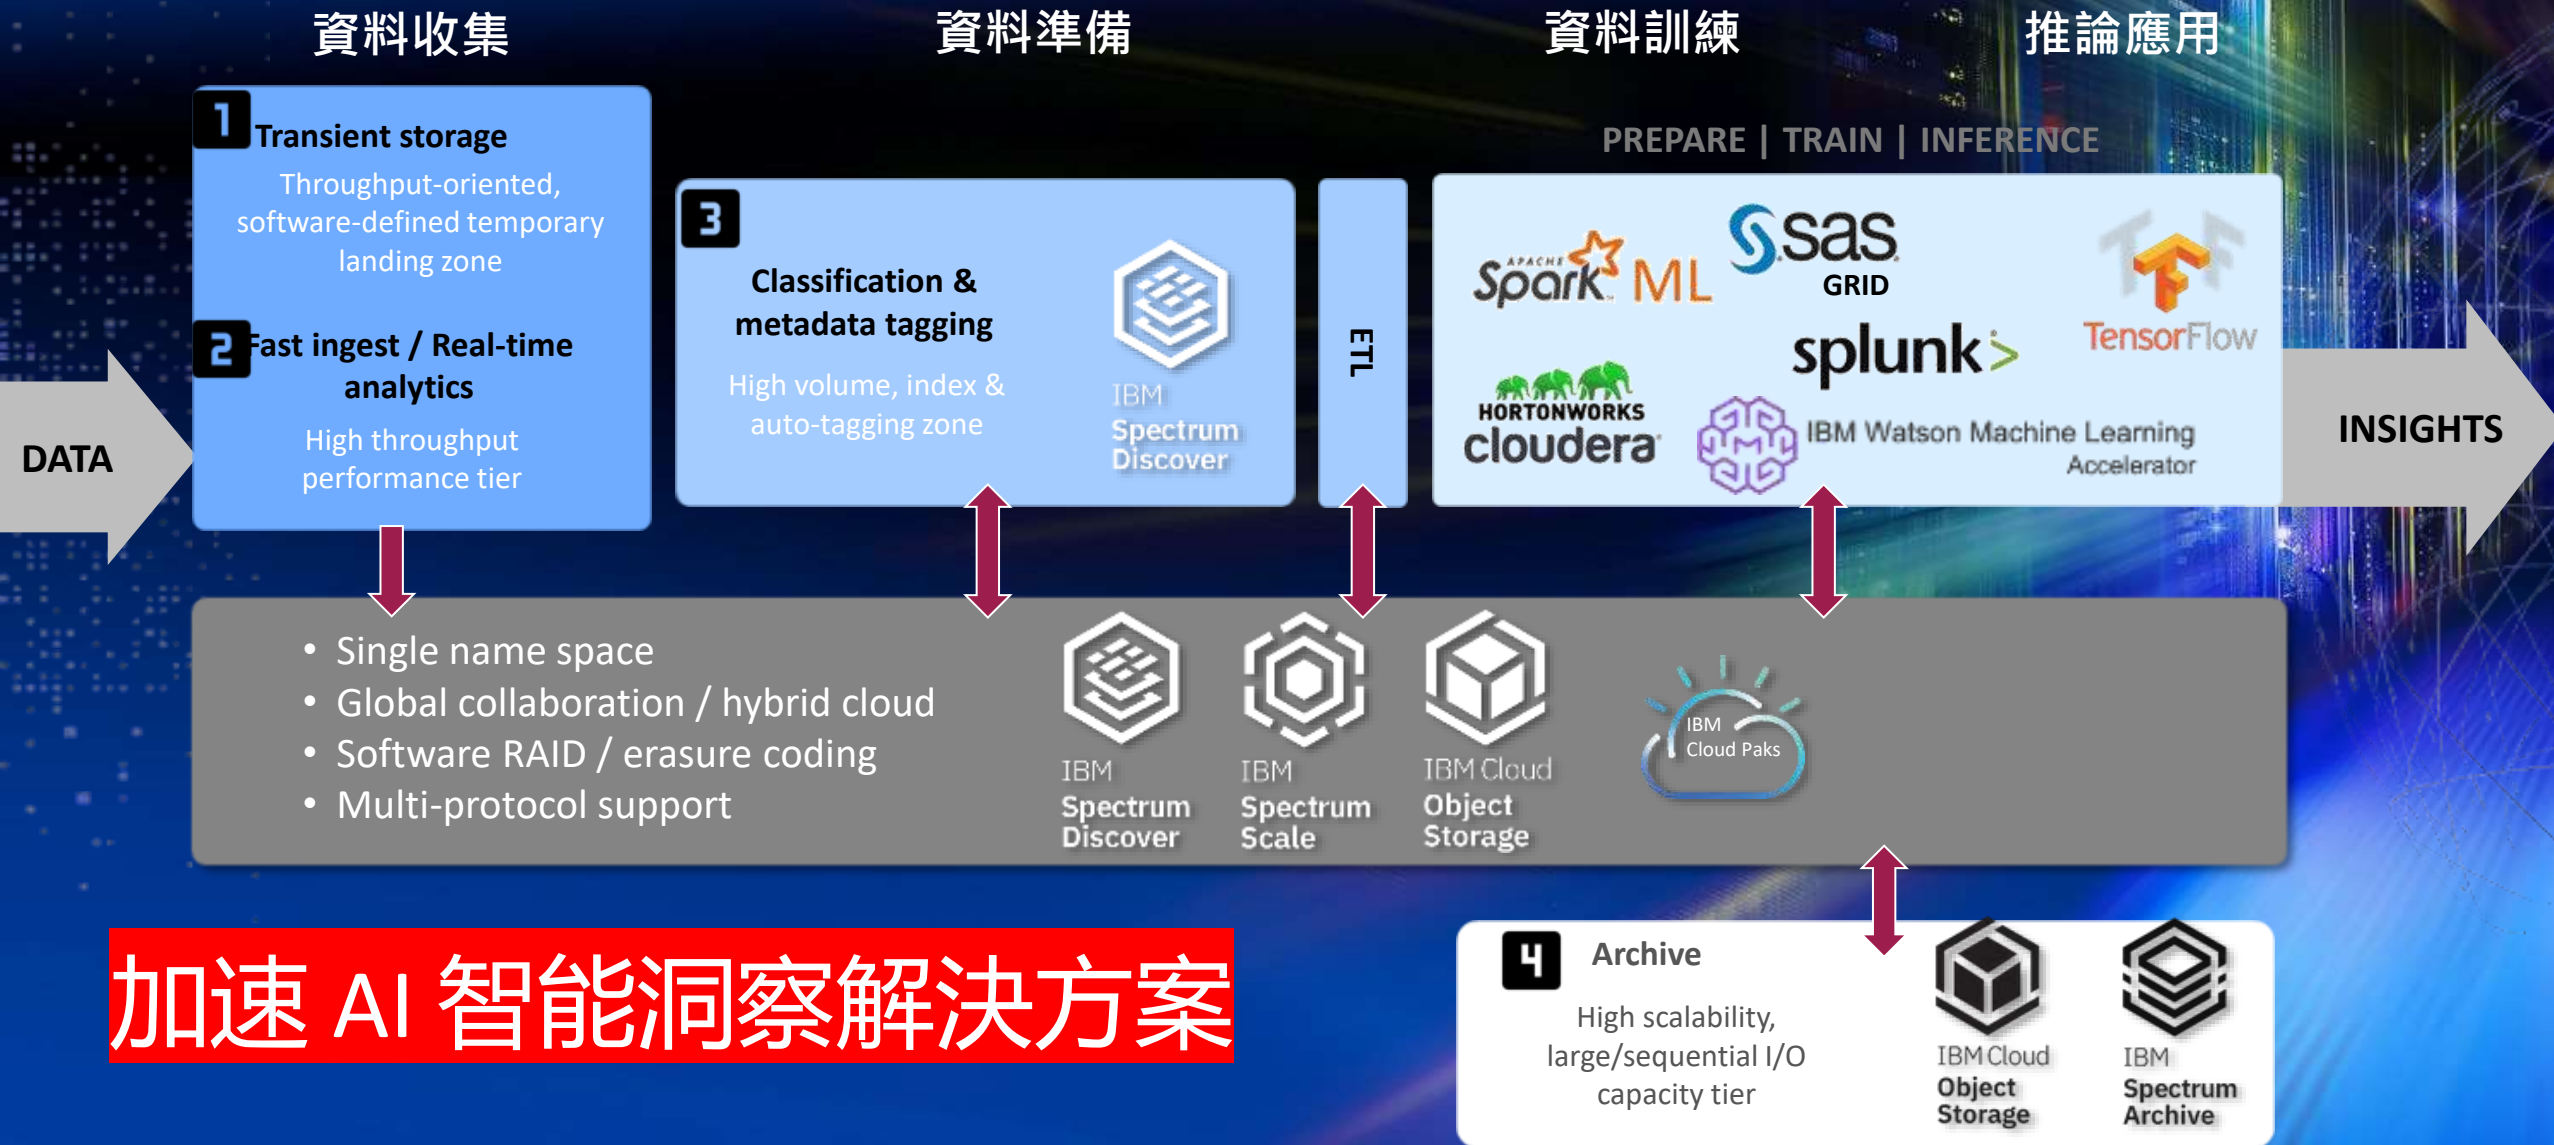 資料收集
資料準備
資料訓練
推論應用
PREPARE | TRAIN | INFERENCE
DATA
1
Transient storage
Throughput-oriented,
software-defined temporary
landing zone
2
Fast ingest / Real-time
analytics
High throughput
performance tier
3
Classification &
metadata tagging
High volume, index &
auto-tagging zone
IBM
Spectrum
Discover
ETL
APACHE
Spark ML
sas
GRID
TensorFlow
splunk>
HORTONWORKS
cloudera
IBM Watson Machine Learning
Accelerator
INSIGHTS
• Single name space
• Global collaboration / hybrid cloud
• Software RAID / erasure coding
• Multi-protocol support
IBM
Spectrum
Discover
IBM
Spectrum
Scale
IBM Cloud
Object
Storage
IBM
Cloud Paks
加速 AI 智能洞察解決方案
4
Archive
High scalability,
large/sequential I/O
capacity tier
IBM Cloud
Object
Storage
IBM
Spectrum
Archive